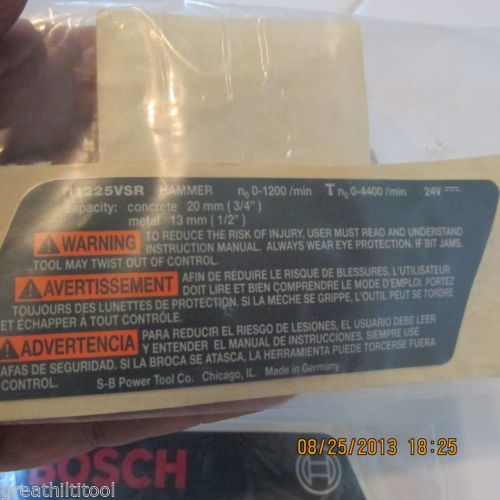 11225VSR HAMMER n0 0-1200 /min T n0 0-4400 /min 24V
capacity: concrete 20 mm ( 3/4" )
metal 13 mm ( 1/2" )
WARNING TO REDUCE THE RISK OF INJURY, USER MUST READ AND UNDERSTAND
INSTRUCTION MANUAL. ALWAYS WEAR EYE PROTECTION. IF BIT JAMS,
TOOL MAY TWIST OUT OF CONTROL.
AVERTISSEMENT AFIN DE RÉDUIRE LE RISQUE DE BLESSURES, L'UTILISATEUR
DOIT LIRE ET BIEN COMPRENDRE LE MODE D'EMPLOI. PORTEZ
TOUJOURS DES LUNETTES DE PROTECTION. SI LA MECHE SE GRIPPE, L'OUTIL PEUT SE TORDRE
ET ÉCHAPPER À TOUT CONTROL.
ADVERTENCIA PARA REDUCIR EL RIESGO DE LESIONES, EL USUARIO DEBE LEER
Y ENTENDER EL MANUAL DE INSTRUCCIONES. SIEMPRE USE
AFAS DE SEGURIDAD. SI LA BROCA SE ATASCA, LA HERRAMIENTA PUEDE TORCERSE FUERA
CONTROL. S-B Power Tool Co. Chicago, IL. Made in Germany
08/25/2013 18:25
BOSCH
greathiltitool